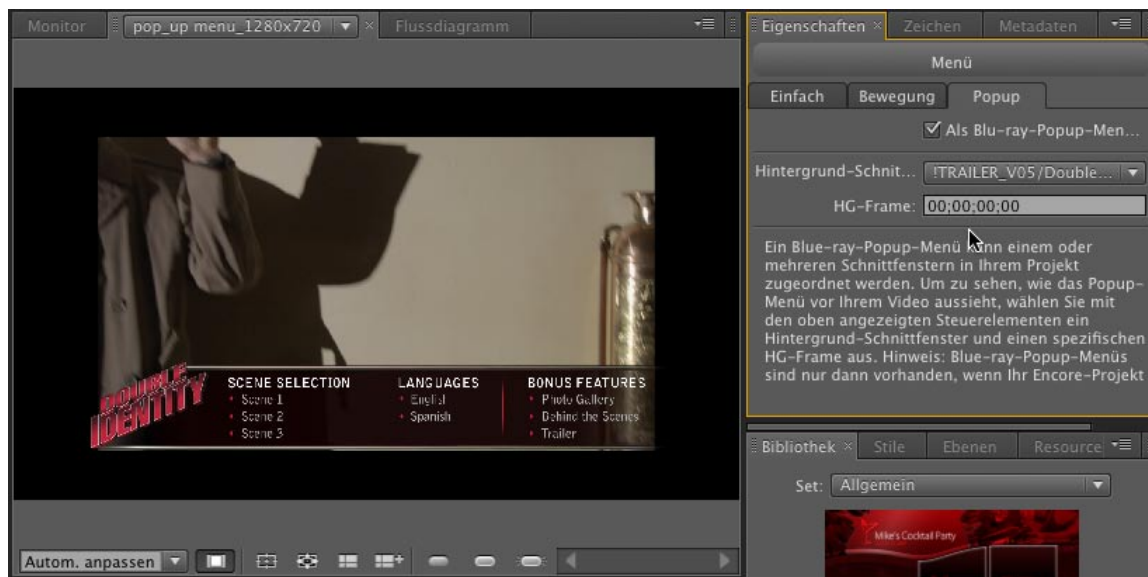 Monitor
pop_up menu_1280x720
Flussdiagramm
DOUBLE
IDENTITY
SCENE SELECTION
Scene 1
Scene 2
Scene 3
LANGUAGES
English
Spanish
BONUS FEATURES
Photo Gallery
Behind the Scenes
Trailer
Autom. anpassen
Eigenschaften
Zeichen
Metadaten
Menü
Einfach
Bewegung
Popup
Als Blu-ray-Popup-Men...
Hintergrund-Schnit...
!TRAILER_V05/Double...
HG-Frame:
00;00;00;00
Ein Blue-ray-Popup-Menü kann einem oder
mehreren Schnittfenstern in Ihrem Projekt
zugeordnet werden. Um zu sehen, wie das Popup-
Menü vor Ihrem Video aussieht, wählen Sie mit
den oben angezeigten Steuerelementen ein
Hintergrund-Schnittfenster und einen spezifischen
HG-Frame aus. Hinweis: Blue-ray-Popup-Menüs
sind nur dann vorhanden, wenn Ihr Encore-Projekt
Bibliothek
Stile
Ebenen
Resource
Set:
Allgemein
Mike's Cocktail Party